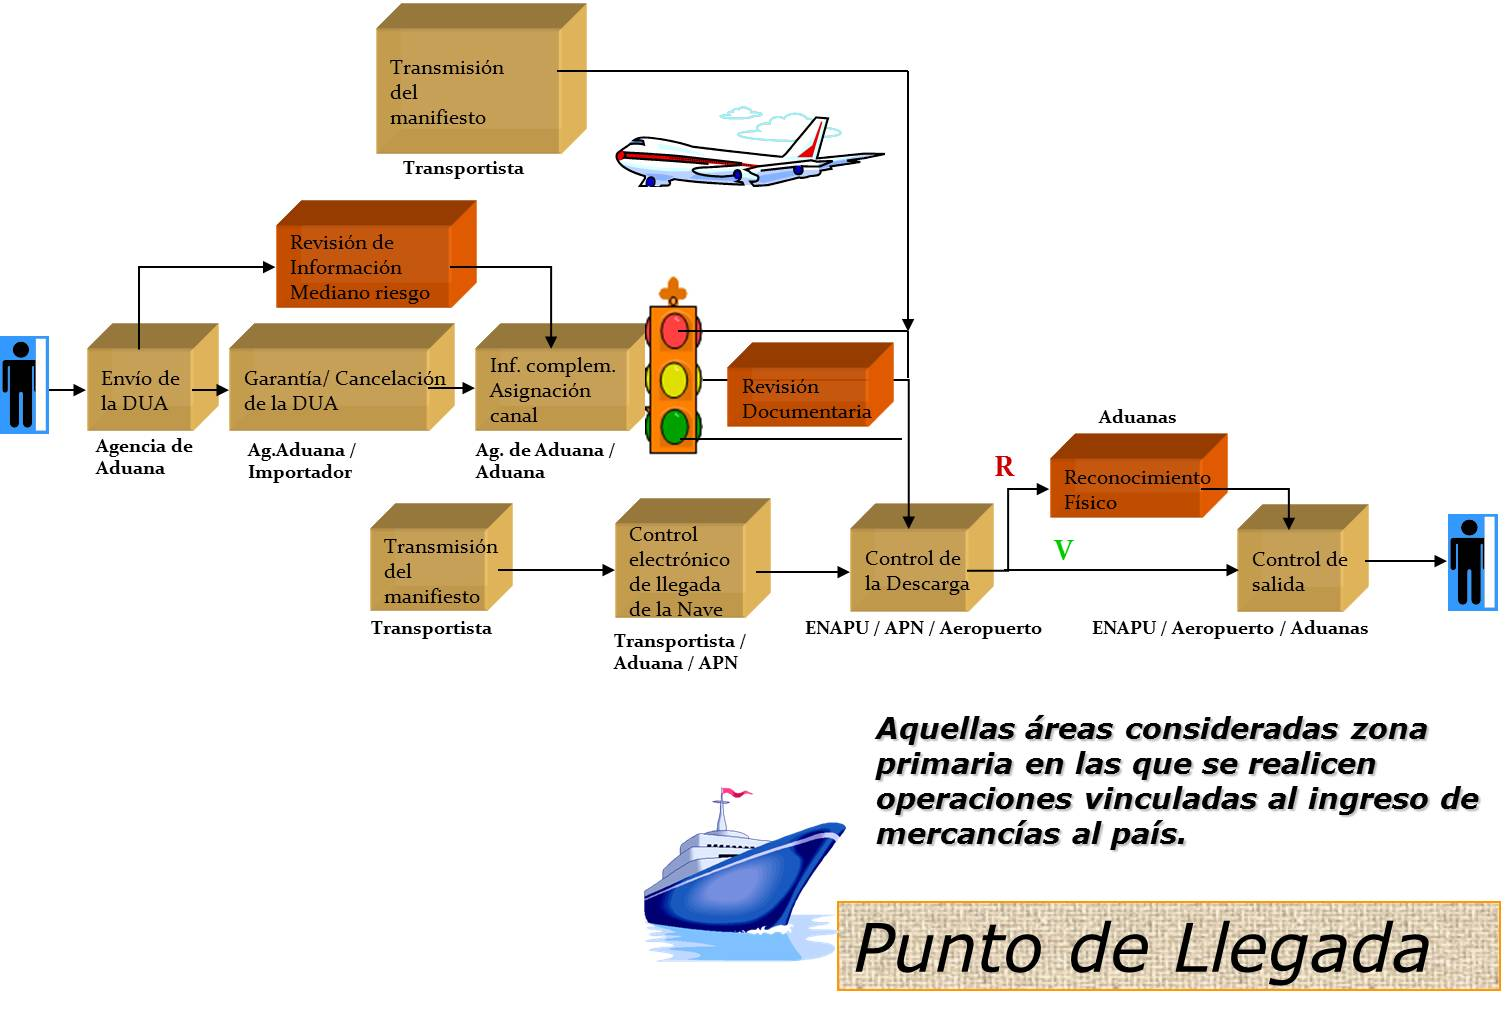 Transmisión
del
manifiesto
Transportista
Revisión de
Información
Mediano riesgo
Envío de
la DUA
Agencia de
Aduana
Garantía/ Cancelación
de la DUA
Ag.Aduana /
Importador
Inf. complem.
Asignación
canal
Ag. de Aduana /
Aduana
Revisión
Documentaria
Transmisión
del
manifiesto
Transportista
Control
electrónico
de llegada
de la Nave
Transportista /
Aduana / APN
Control de
la Descarga
ENAPU / APN / Aeropuerto
R
V
Aduanas
Reconocimiento
Físico
Control de
salida
ENAPU / Aeropuerto / Aduanas
Aquellas áreas consideradas zona
primaria en las que se realicen
operaciones vinculadas al ingreso de
mercancías al país.
Punto de Llegada